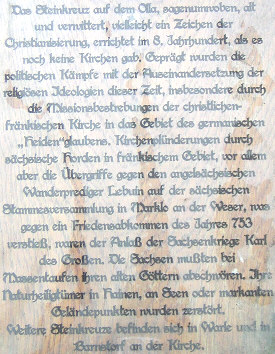 Das Steinkreuz auf dem Olla, sagenumwoben, alt
und verwittert, vielleicht ein Zeichen der
Christianisierung, errichtet im 8. Jahrhundert, als es
noch keine Kirchen gab. Geprägt wurden die
politischen Kämpfe mit der Auseinandersetzung der
religiösen Ideologien dieser Zeit, insbesondere durch
die Missionsbestrebungen der christlichen-
fränkischen Kirche in das Gebiet des germanischen
„Heiden"glaubens. Kirchenplünderungen durch
sächsische Horden in fränkischem Gebiet, vor allem
aber die Übergriffe gegen den angelsächsischen
Wanderprediger Lebuin auf der sächsischen
Stammesversammlung in Marklo an der Weser, was
gegen ein Friedensabkommen des Jahres 753
verstieß, waren der Anlaß der Sachsenkriege Karl
des Großen. Die Sachsen mußten bei
Massentaufen ihren alten Göttern abschwören. Ihre
Naturheiligtümer in Hainen, an Seen oder markanten
Geländepunkten wurden zerstört.
Weitere Steinkreuze befinden sich in Warle und in
Barnstorf an der Kirche.